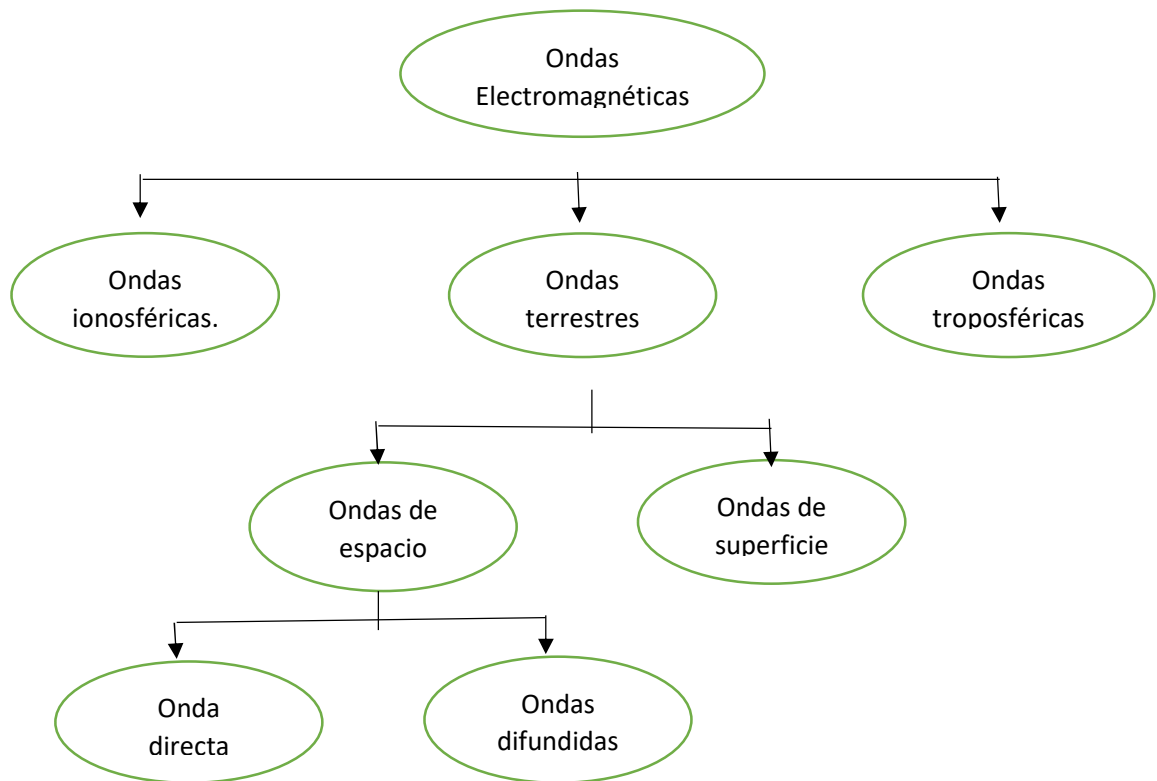 Ondas
Electromagnéticas
Ondas
ionosféricas.
Ondas
terrestres
Ondas
troposféricas
Ondas de
espacio
Ondas de
superficie
Onda
directa
Ondas
difundidas